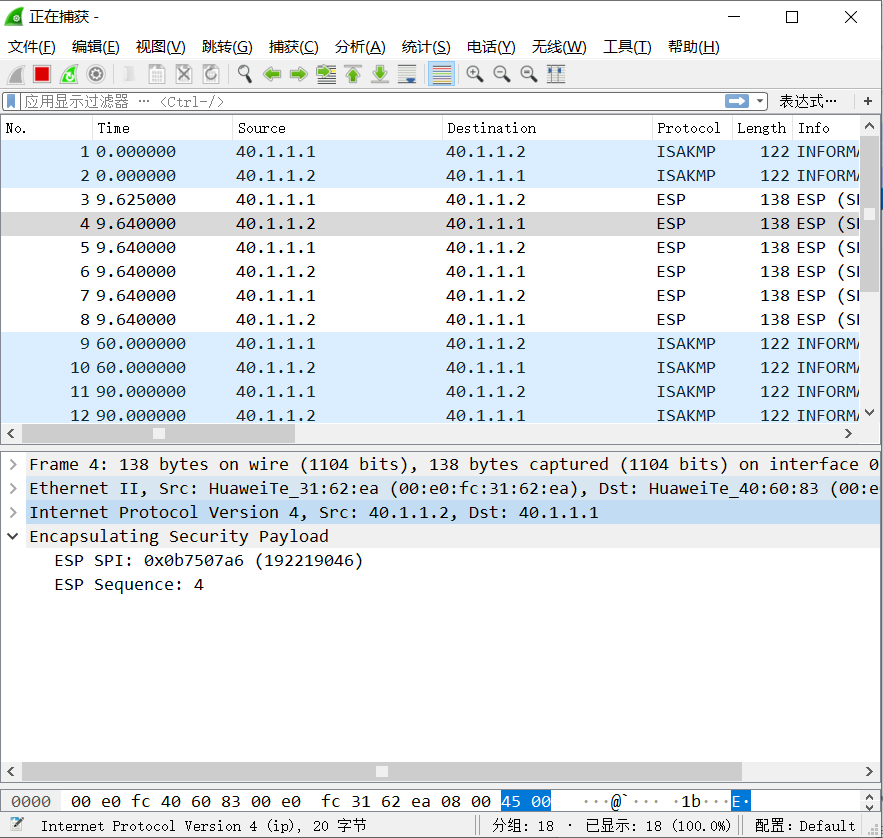 正在捕获 -
文件(F) 编辑(E) 视图(V) 跳转(G) 捕获(C) 分析(A) 统计(S) 电话(Y) 无线(W) 工具(T) 帮助(H)
应用显示过滤器 … <Ctrl-/> 表达式… +
No. Time Source Destination Protocol Length Info
1 0.000000 40.1.1.1 40.1.1.2 ISAKMP 122 INFORMA
2 0.000000 40.1.1.2 40.1.1.1 ISAKMP 122 INFORMA
3 9.625000 40.1.1.1 40.1.1.2 ESP 138 ESP (SP
4 9.640000 40.1.1.2 40.1.1.1 ESP 138 ESP (SP
5 9.640000 40.1.1.1 40.1.1.2 ESP 138 ESP (SP
6 9.640000 40.1.1.2 40.1.1.1 ESP 138 ESP (SP
7 9.640000 40.1.1.1 40.1.1.2 ESP 138 ESP (SP
8 9.640000 40.1.1.2 40.1.1.1 ESP 138 ESP (SP
9 60.000000 40.1.1.1 40.1.1.2 ISAKMP 122 INFORMA
10 60.000000 40.1.1.2 40.1.1.1 ISAKMP 122 INFORMA
11 90.000000 40.1.1.1 40.1.1.2 ISAKMP 122 INFORMA
12 90.000000 40.1.1.2 40.1.1.1 ISAKMP 122 INFORMA
Frame 4: 138 bytes on wire (1104 bits), 138 bytes captured (1104 bits) on interface 0
Ethernet II, Src: HuaweiTe_31:62:ea (00:e0:fc:31:62:ea), Dst: HuaweiTe_40:60:83 (00:e
Internet Protocol Version 4, Src: 40.1.1.2, Dst: 40.1.1.1
Encapsulating Security Payload
ESP SPI: 0x0b7507a6 (192219046)
ESP Sequence: 4
0000 00 e0 fc 40 60 83 00 e0 fc 31 62 ea 08 00 45 00 ···@`··· ·1b···E·
Internet Protocol Version 4 (ip), 20 字节 分组: 18 · 已显示: 18 (100.0%) 配置: Default